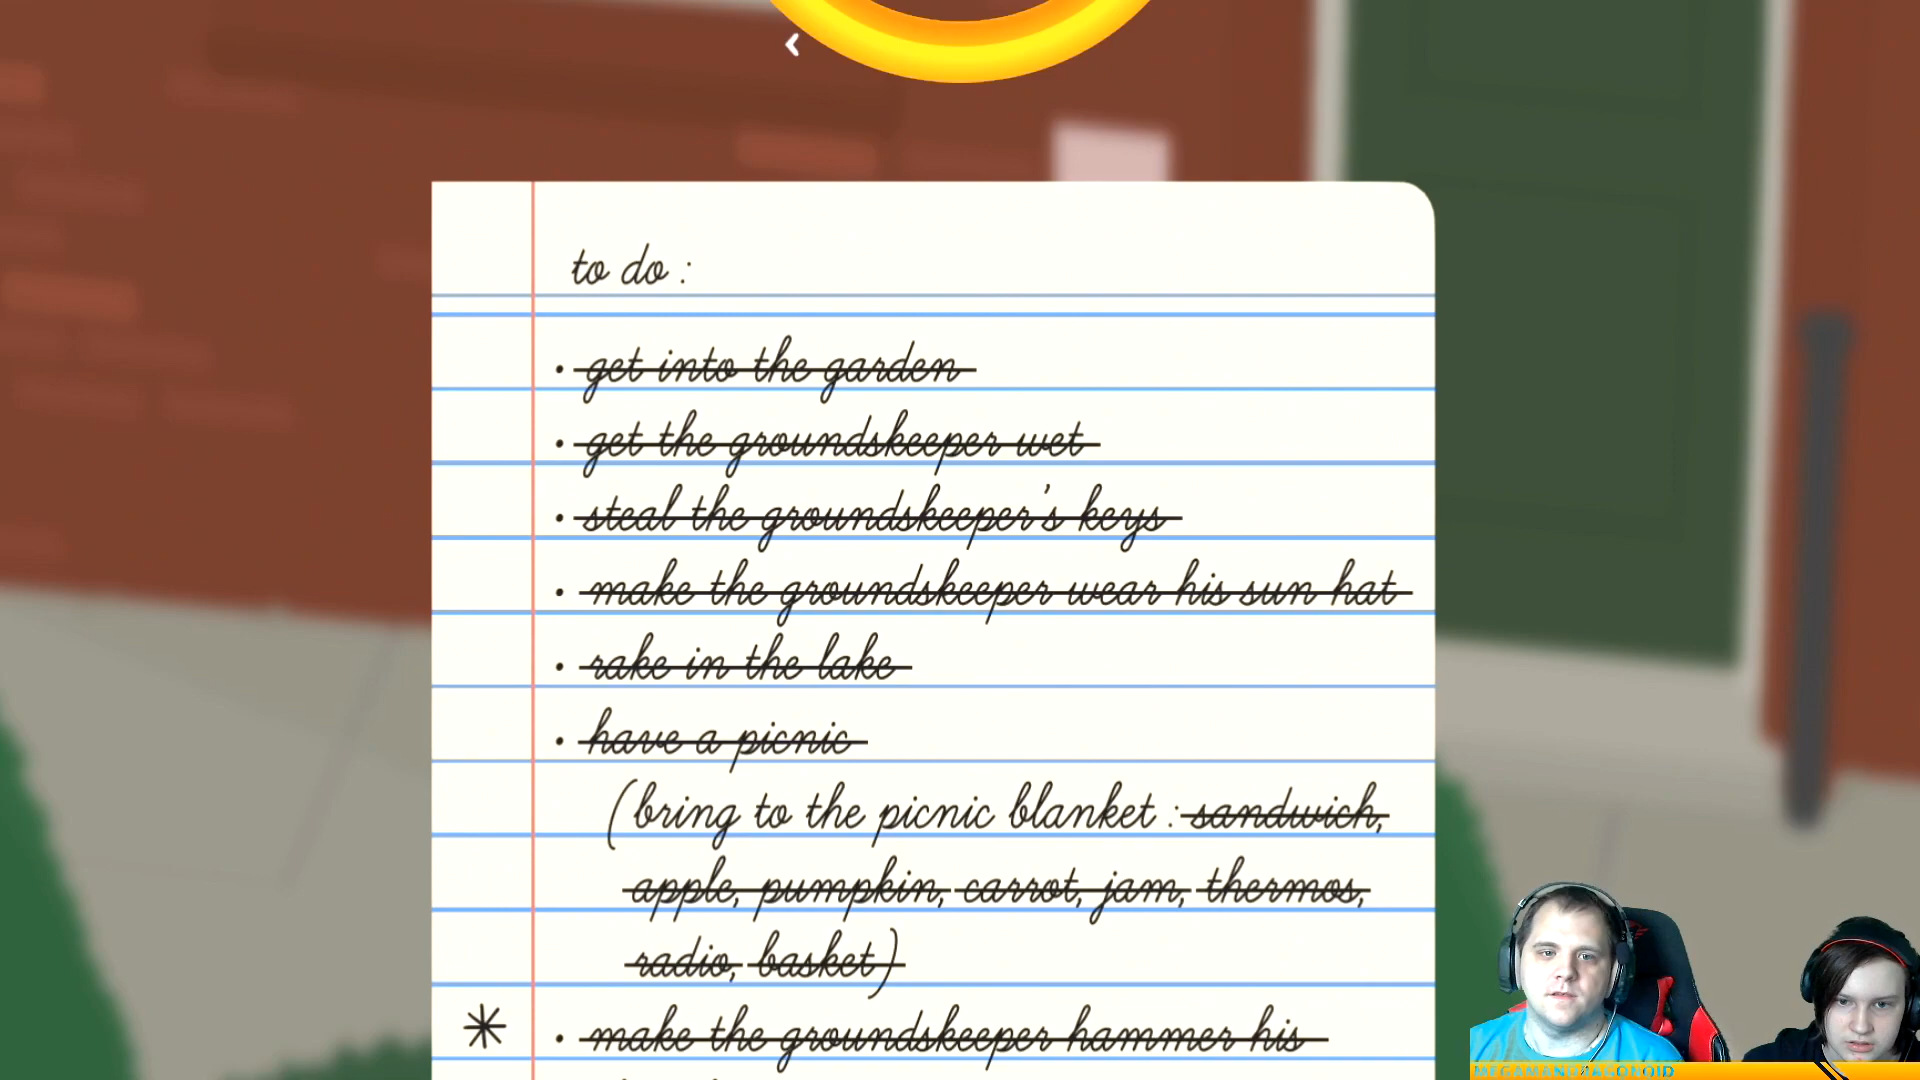 to do :
• get into the garden
• get the groundskeeper wet
• steal the groundskeeper's keys
• make the groundskeeper wear his sun hat
• rake in the lake
• have a picnic
(bring to the picnic blanket : sandwich,
apple, pumpkin, carrot, jam, thermos,
radio, basket)
* • make the groundskeeper hammer his
MEGAMANDRAGONOID